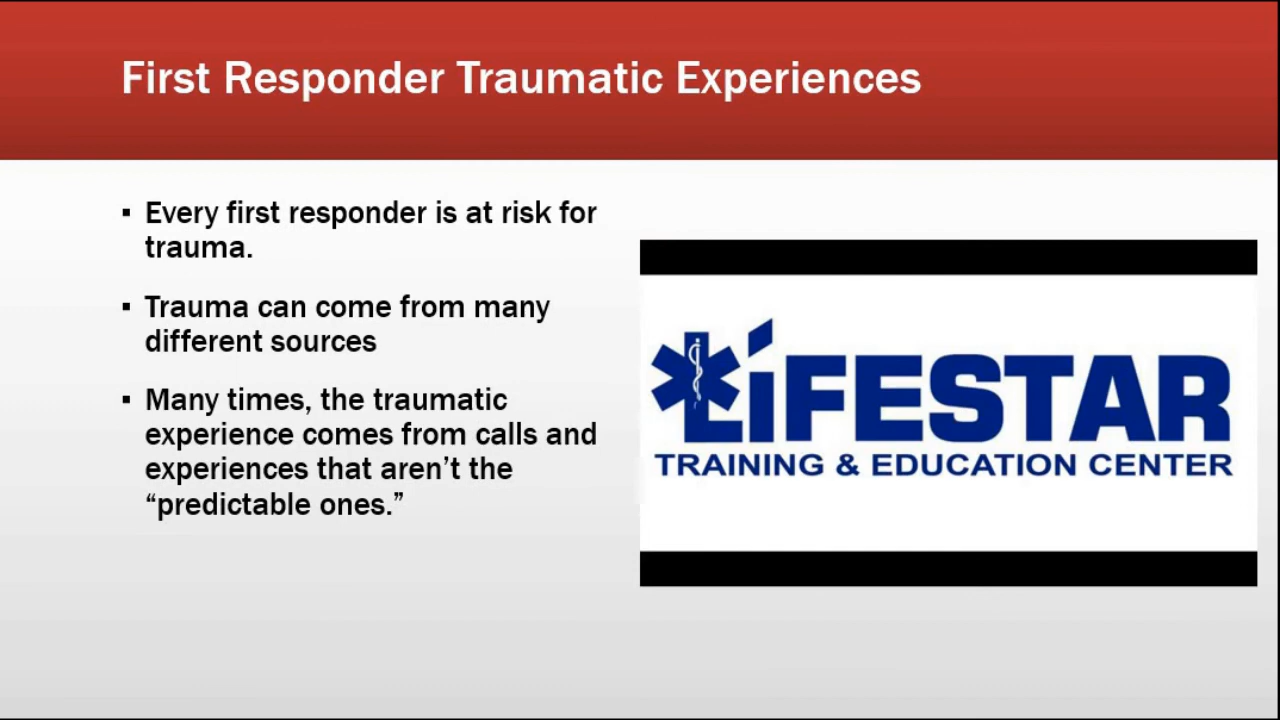 First Responder Traumatic Experiences
▪ Every first responder is at risk for
trauma.
▪ Trauma can come from many
different sources
▪ Many times, the traumatic
experience comes from calls and
experiences that aren’t the
“predictable ones.”
LiFESTAR
TRAINING & EDUCATION CENTER